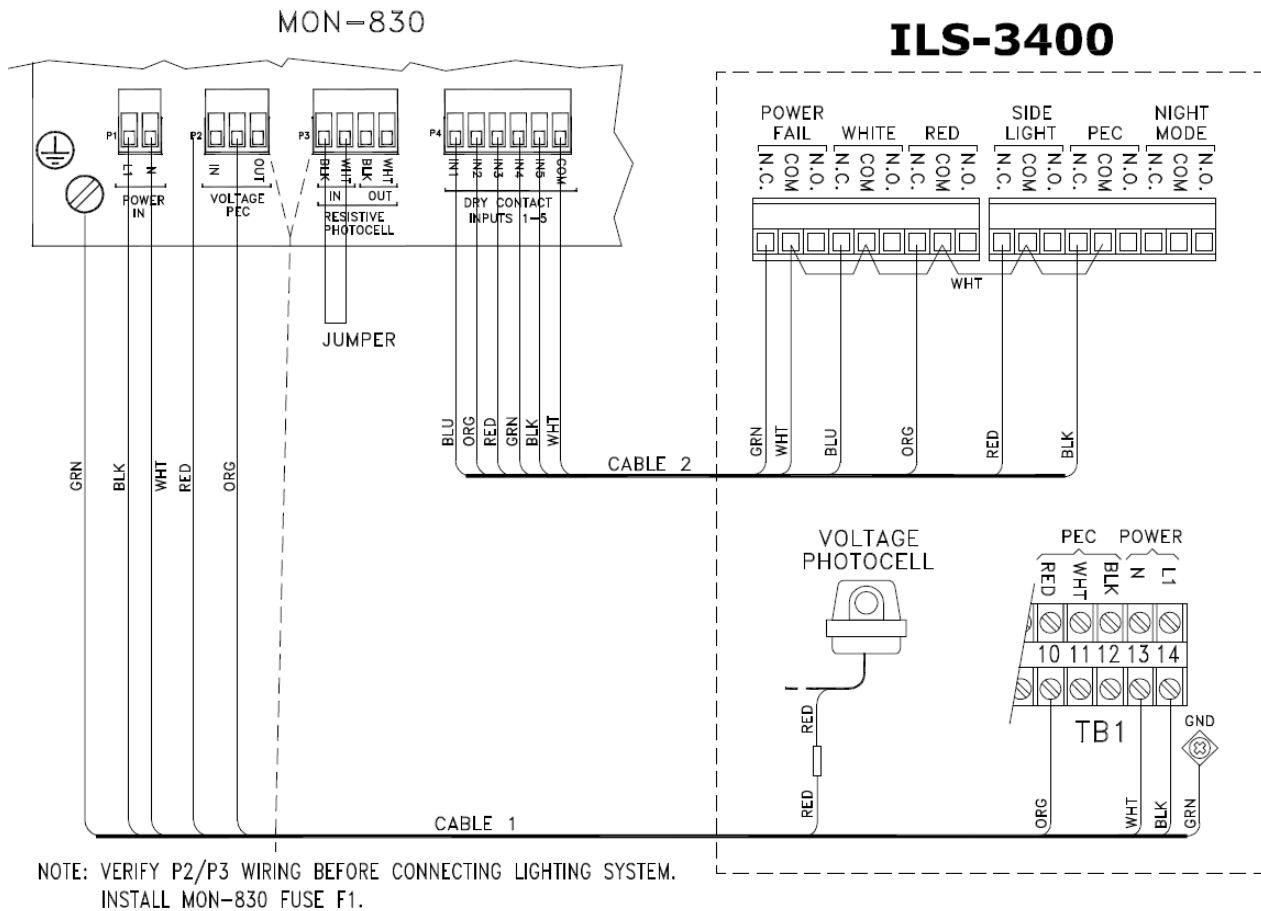 MON-830
ILS-3400
P1
P2
P3
P4
L1
N
IN
OUT
BLK
WHT
BLK
WHT
IN1
IN2
IN3
IN4
IN5
COM
POWER
IN
VOLTAGE
PEC
IN OUT
RESISTIVE
PHOTOCELL
DRY CONTACT
INPUTS 1-5
JUMPER
POWER
FAIL
WHITE
RED
SIDE
LIGHT
PEC
NIGHT
MODE
N.C.
COM
N.O.
N.C.
COM
N.O.
N.C.
COM
N.O.
N.C.
COM
N.O.
N.C.
COM
N.O.
N.C.
COM
N.O.
WHT
GRN
BLK
WHT
RED
ORG
BLU
ORG
RED
GRN
BLK
WHT
CABLE 2
GRN
WHT
BLU
ORG
RED
BLK
VOLTAGE
PHOTOCELL
RED
RED
PEC POWER
RED
WHT
BLK
N
L1
10 11 12 13 14
TB1
GND
ORG
WHT
BLK
GRN
CABLE 1
NOTE: VERIFY P2/P3 WIRING BEFORE CONNECTING LIGHTING SYSTEM.
INSTALL MON-830 FUSE F1.